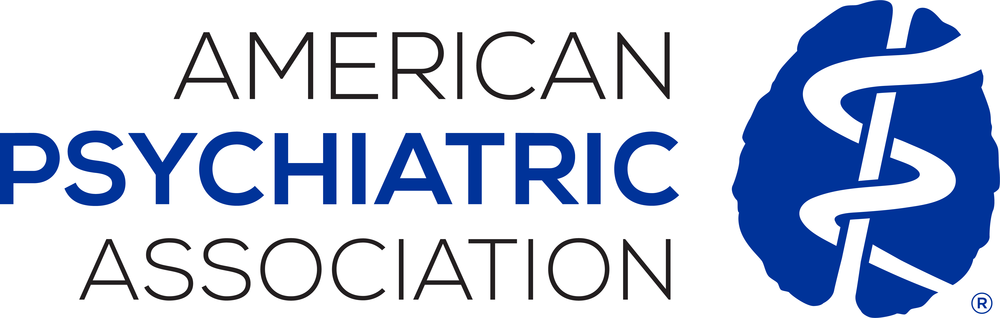 AMERICAN
PSYCHIATRIC
ASSOCIATION
®